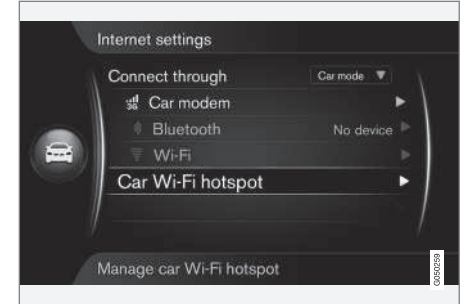 Internet settings
Connect through Car mode
3G Car modem
Bluetooth No device
Wi-Fi
Car Wi-Fi hotspot
Manage car Wi-Fi hotspot
G050259